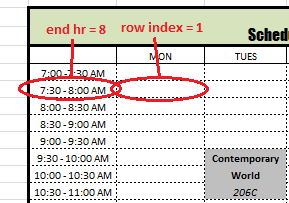 end hr = 8 row index = 1
Sched
MON TUES
7:00 - 7:30 AM
7:30 - 8:00 AM
8:00 - 8:30 AM
8:30 - 9:00 AM
9:00 - 9:30 AM
9:30 - 10:00 AM Contemporary
10:00 - 10:30 AM World
10:30 - 11:00 AM 206C